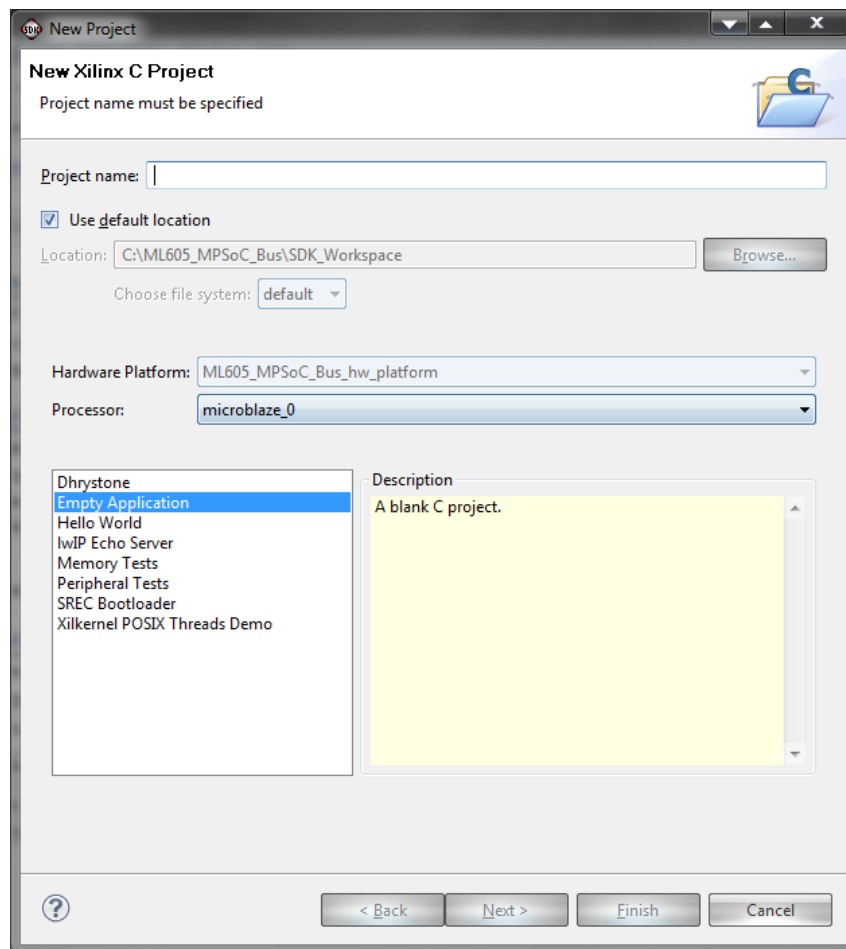 SDK New Project
New Xilinx C Project
Project name must be specified
C
Project name:
Use default location
Location: C:\ML605_MPSoC_Bus\SDK_Workspace Browse...
Choose file system: default
Hardware Platform: ML605_MPSoC_Bus_hw_platform
Processor: microblaze_0
Dhrystone
Empty Application
Hello World
lwIP Echo Server
Memory Tests
Peripheral Tests
SREC Bootloader
Xilkernel POSIX Threads Demo
Description
A blank C project.
? < Back Next > Finish Cancel